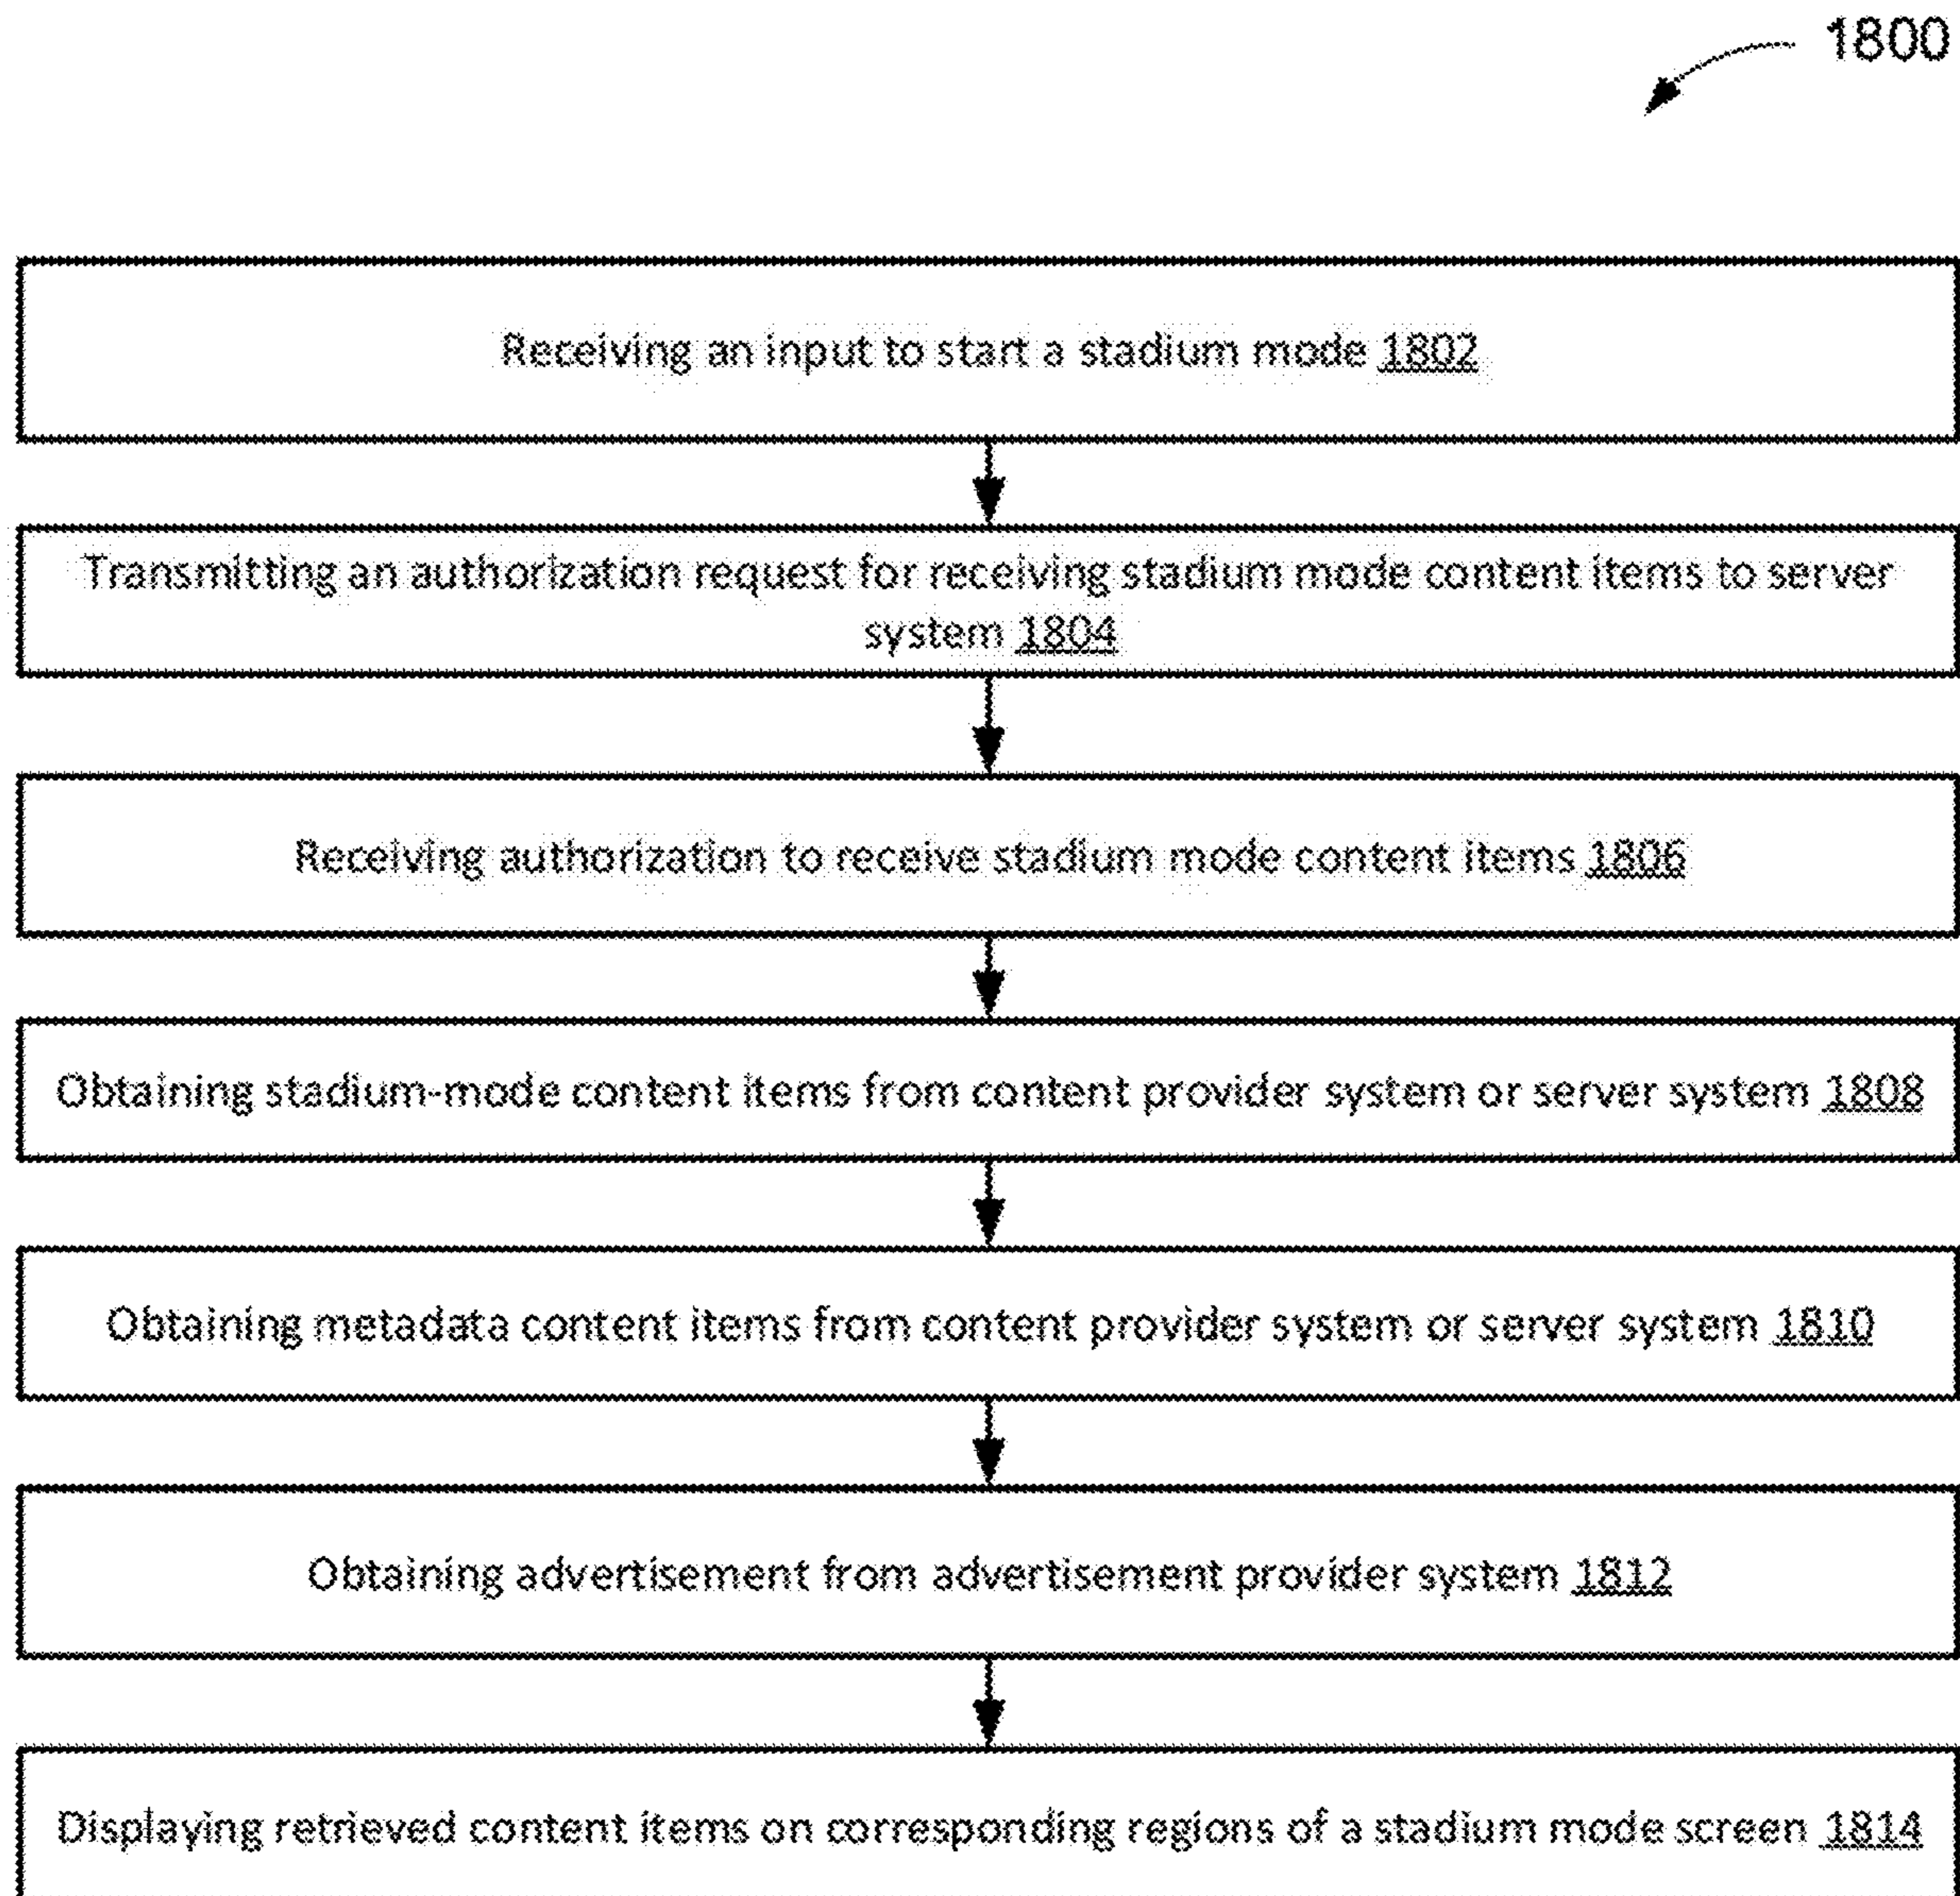 1800
Receiving an input to start a stadium mode 1802
Transmitting an authorization request for receiving stadium mode content items to server
system 1804
Receiving authorization to receive stadium mode content items 1806
Obtaining stadium-mode content items from content provider system or server system 1808
Obtaining metadata content items from content provider system or server system 1810
Obtaining advertisement from advertisement provider system 1812
Displaying retrieved content items on corresponding regions of a stadium mode screen 1814